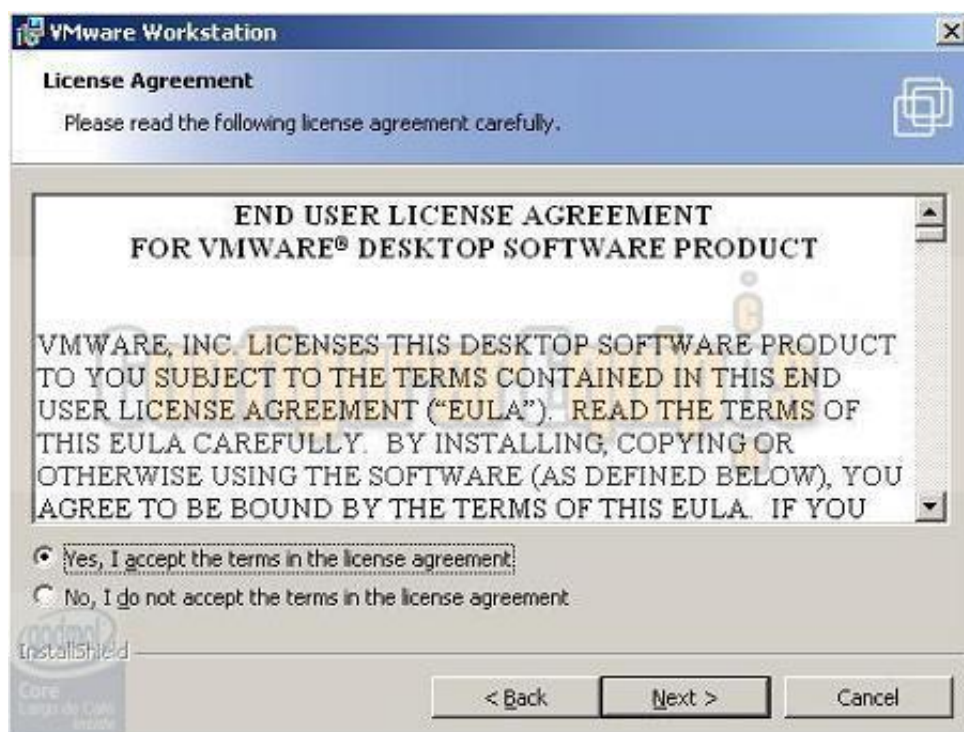 VMware Workstation
License Agreement
Please read the following license agreement carefully.
END USER LICENSE AGREEMENT
FOR VMWARE® DESKTOP SOFTWARE PRODUCT
VMWARE, INC. LICENSES THIS DESKTOP SOFTWARE PRODUCT
TO YOU SUBJECT TO THE TERMS CONTAINED IN THIS END
USER LICENSE AGREEMENT (“EULA”). READ THE TERMS OF
THIS EULA CAREFULLY. BY INSTALLING, COPYING OR
OTHERWISE USING THE SOFTWARE (AS DEFINED BELOW), YOU
AGREE TO BE BOUND BY THE TERMS OF THIS EULA. IF YOU
Yes, I accept the terms in the license agreement
No, I do not accept the terms in the license agreement
InstallShield
Core
inside
< Back
Next >
Cancel